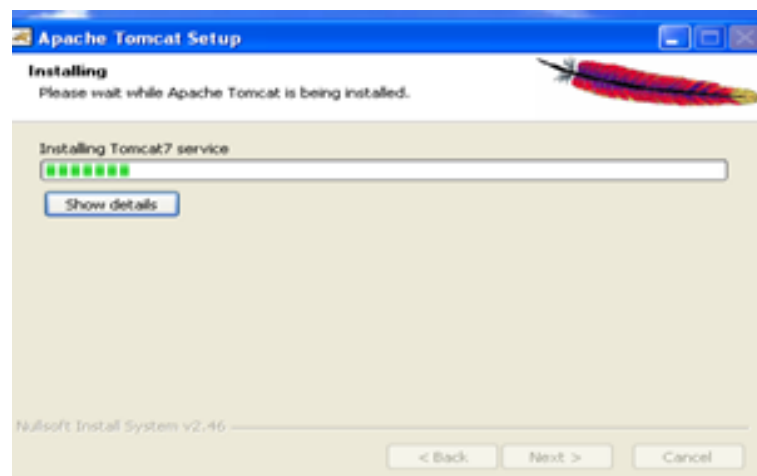 Apache Tomcat Setup
Installing
Please wait while Apache Tomcat is being installed.
Installing Tomcat7 service
Show details
Nullsoft Install System v2.46
< Back
Next >
Cancel